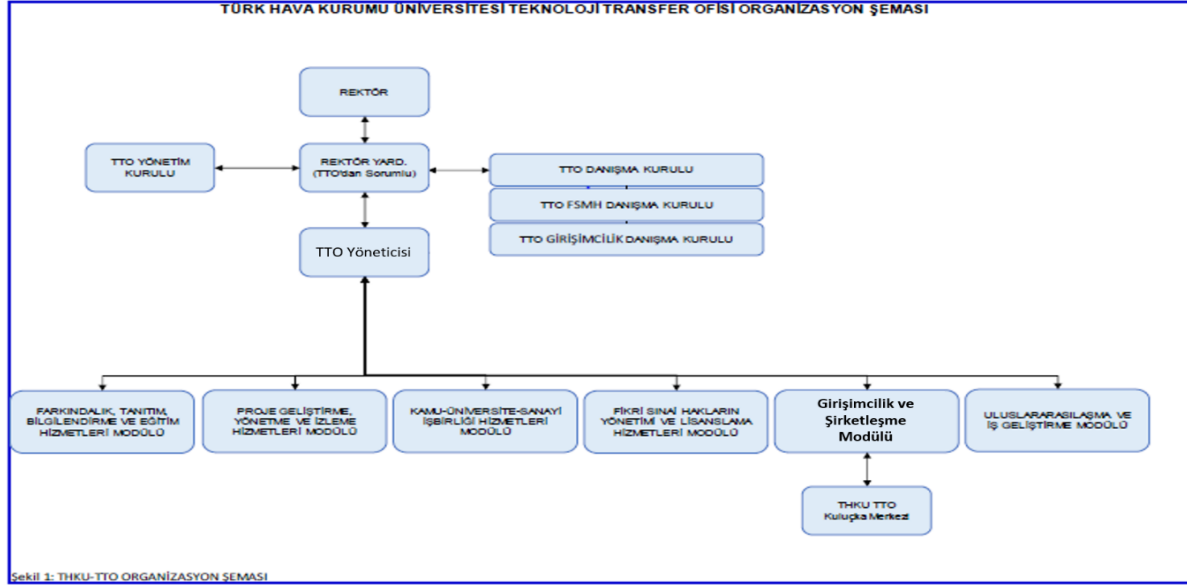 TÜRK HAVA KURUMU ÜNİVERSİTESİ TEKNOLOJİ TRANSFER OFİSİ ORGANİZASYON ŞEMASI
REKTÖR
TTO YÖNETİM
KURULU
REKTÖR YARD.
(TTO'dan Sorumlu)
TTO DANIŞMA KURULU
TTO FSMH DANIŞMA KURULU
TTO GİRİŞİMCİLİK DANIŞMA KURULU
TTO Yöneticisi
FARKINDALIK, TANITIM,
BİLGİLENDİRME VE EĞİTİM
HİZMETLERİ MODÜLÜ
PROJE GELİŞTİRME,
YÖNETME VE İZLEME
HİZMETLERİ MODÜLÜ
KAMU-ÜNİVERSİTE-SANAYİ
İŞBİRLİĞİ HİZMETLERİ
MODÜLÜ
FİKRİ SINAİ HAKLARIN
YÖNETİMİ VE LİSANSLAMA
HİZMETLERİ MODÜLÜ
Girişimcilik ve
Şirketleşme
Modülü
ULUSLARARASILAŞMA VE
İŞ GELİŞTİRME MODÜLÜ
THKU TTO
Kuluçka Merkezi
Şekil 1: THKU-TTO ORGANİZASYON ŞEMASI